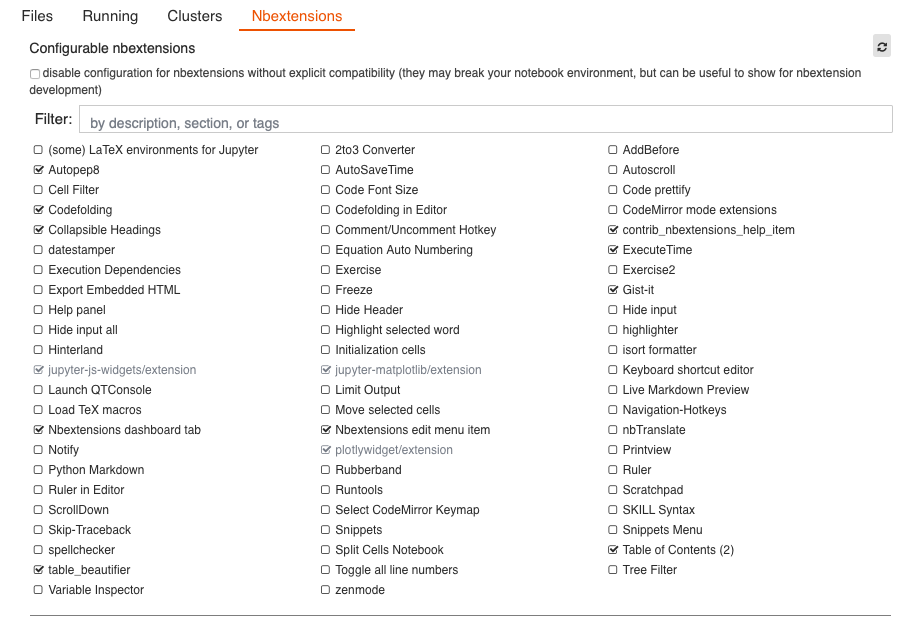 Files Running Clusters Nbextensions
Configurable nbextensions
disable configuration for nbextensions without explicit compatibility (they may break your notebook environment, but can be useful to show for nbextension
development)
Filter: by description, section, or tags
(some) LaTeX environments for Jupyter 2to3 Converter AddBefore
Autopep8 AutoSaveTime Autoscroll
Cell Filter Code Font Size Code prettify
Codefolding Codefolding in Editor CodeMirror mode extensions
Collapsible Headings Comment/Uncomment Hotkey contrib_nbextensions_help_item
datestamper Equation Auto Numbering ExecuteTime
Execution Dependencies Exercise Exercise2
Export Embedded HTML Freeze Gist-it
Help panel Hide Header Hide input
Hide input all Highlight selected word highlighter
Hinterland Initialization cells isort formatter
jupyter-js-widgets/extension jupyter-matplotlib/extension Keyboard shortcut editor
Launch QTConsole Limit Output Live Markdown Preview
Load TeX macros Move selected cells Navigation-Hotkeys
Nbextensions dashboard tab Nbextensions edit menu item nbTranslate
Notify plotlywidget/extension Printview
Python Markdown Rubberband Ruler
Ruler in Editor Runtools Scratchpad
ScrollDown Select CodeMirror Keymap SKILL Syntax
Skip-Traceback Snippets Snippets Menu
spellchecker Split Cells Notebook Table of Contents (2)
table_beautifier Toggle all line numbers Tree Filter
Variable Inspector zenmode